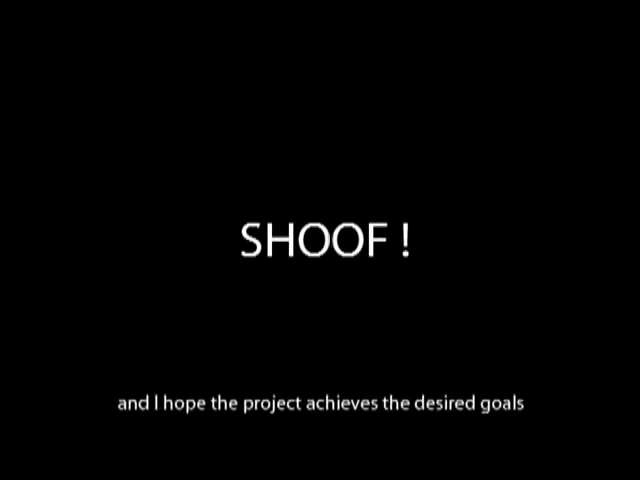 SHOOF !
and I hope the project achieves the desired goals